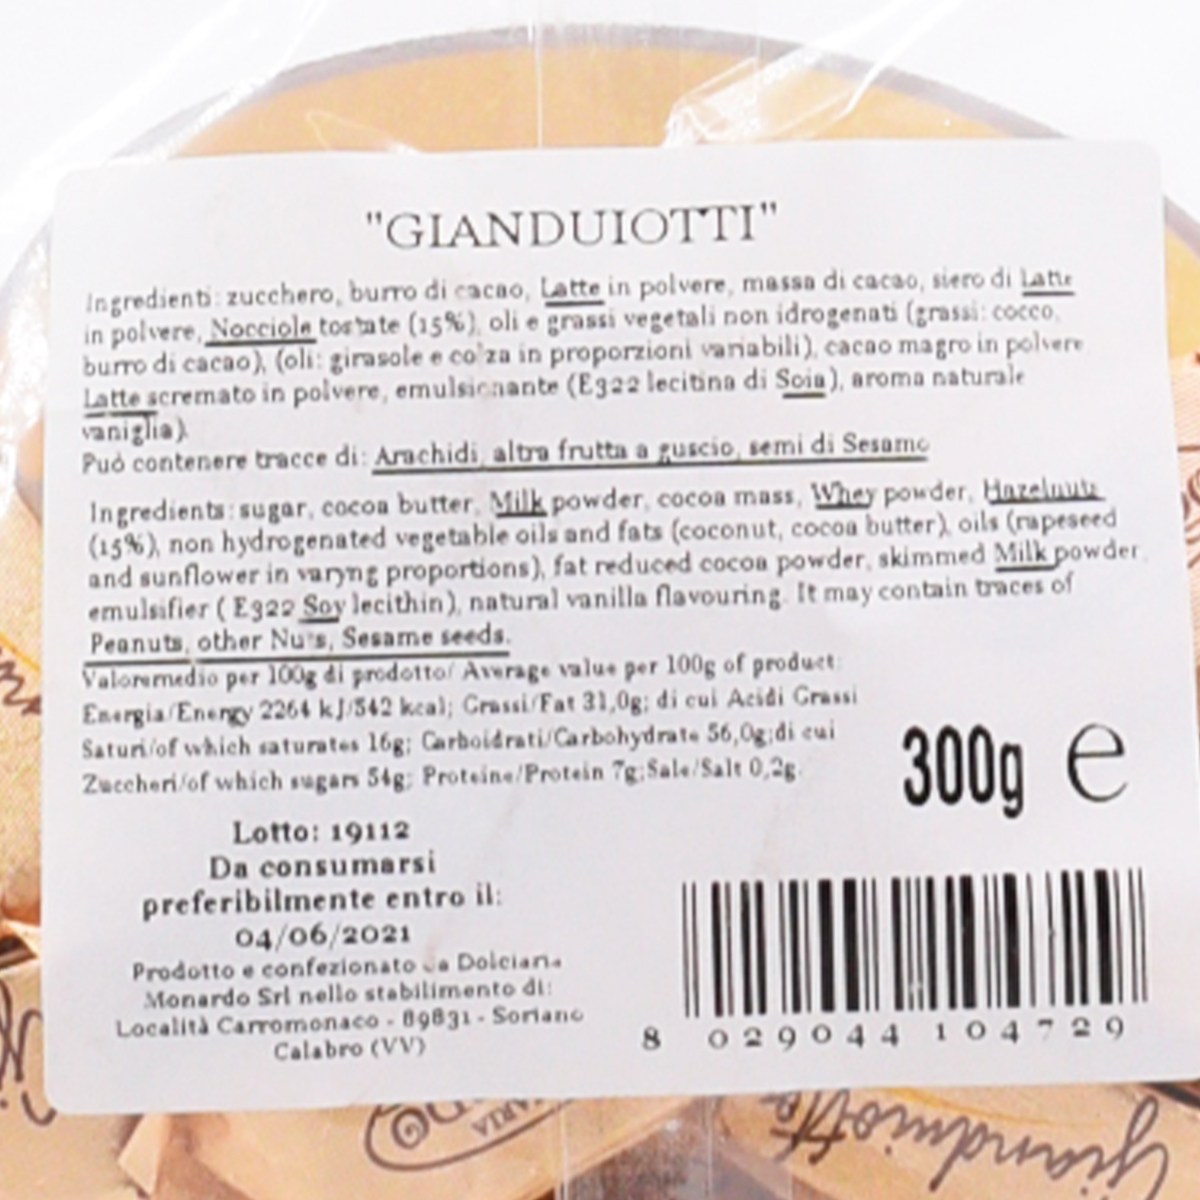 "GIANDUIOTTI"
Ingredienti: zucchero, burro di cacao, Latte in polvere, massa di cacao, siero di Latte
in polvere, Nocciole tostate (15%), oli e grassi vegetali non idrogenati (grassi: cocco,
burro di cacao), (oli: girasole e colza in proporzioni variabili), cacao magro in polvere
Latte scremato in polvere, emulsionante (E322 lecitina di Soia), aroma naturale
vaniglia).
Può contenere tracce di: Arachidi, altra frutta a guscio, semi di Sesamo
Ingredients: sugar, cocoa butter, Milk powder, cocoa mass, Whey powder, Hazelnuts
(15%), non hydrogenated vegetable oils and fats (coconut, cocoa butter), oils (rapeseed
and sunflower in varyng proportions), fat reduced cocoa powder, skimmed Milk powder,
emulsifier ( E322 Soy lecithin), natural vanilla flavouring. It may contain traces of
Peanuts, other Nuts, Sesame seeds.
Valoremedio per 100g di prodotto/ Average value per 100g of product:
Energia/Energy 2264 kJ/542 kcal; Grassi/Fat 31,0g; di cui Acidi Grassi
Saturi/of which saturates 16g; Carboidrati/Carbohydrate 56,0g;di cui
Zuccheri/of which sugars 54g; Proteine/Protein 7g;Sale/Salt 0,2g.
300g e
Lotto: 19112
Da consumarsi
preferibilmente entro il:
04/06/2021
Prodotto e confezionato da Dolciaria
Monardo Srl nello stabilimento di:
Località Carromonaco - 89831 - Soriano
Calabro (VV)
8 029044 104729
gianduiotto